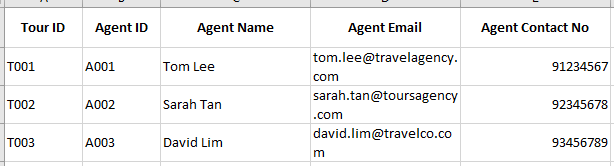 Tour ID Agent ID Agent Name Agent Email Agent Contact No
T001 A001 Tom Lee tom.lee@travelagency.
com 91234567
T002 A002 Sarah Tan sarah.tan@toursagency
.com 92345678
T003 A003 David Lim david.lim@travelco.co
m 93456789